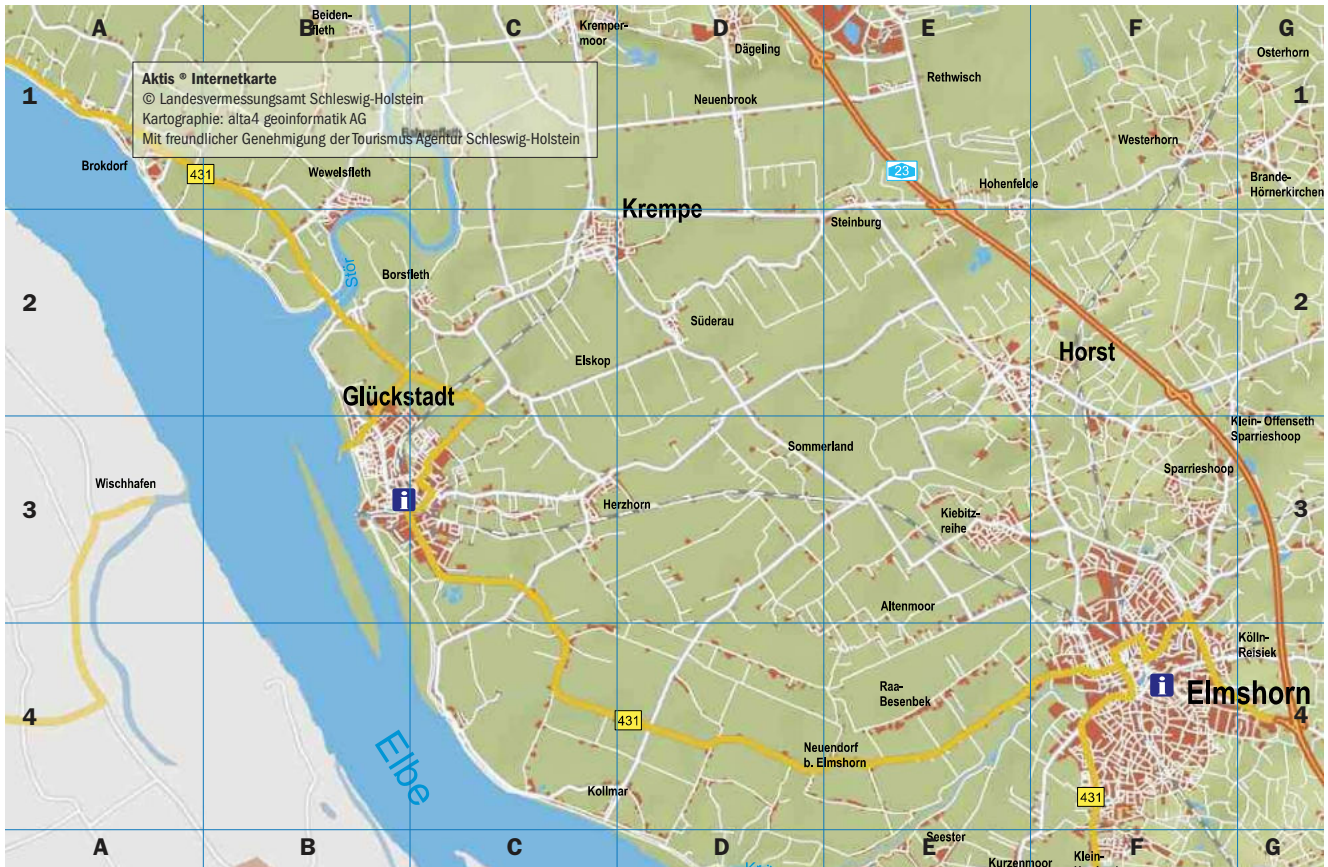 A
B
C
D
E
F
G
Beiden-
fleth
Kremper-
moor
Dägeling
Osterhorn
Rethwisch
1
1
Aktis ® Internetkarte
© Landesvermessungsamt Schleswig-Holstein
Kartographie: alta4 geoinformatik AG
Mit freundlicher Genehmigung der Tourismus Agentur Schleswig-Holstein
Neuenbrook
Westerhorn
Brokdorf
431
Wewelsfleth
23
Hohenfelde
Brande-
Hörnerkirchen
Krempe
Steinburg
Stör
Borsfleth
2
2
Süderau
Elskop
Horst
Glückstadt
Klein- Offenseth
Sparrieshoop
Sommerland
Sparrieshoop
Wischhafen
i
3
3
Herzhorn
Kiebitz-
reihe
Altenmoor
Kölln-
Reisiek
Raa-
Besenbek
i
Elmshorn
4
4
431
Elbe
Neuendorf
b. Elmshorn
Kollmar
431
Seester
Kurzenmoor
Klein-
A
B
C
D
E
F
G